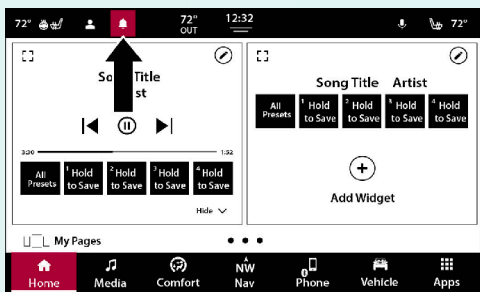 72° 72° OUT 12:32 72°
Song Title
st
Song Title Artist
All Presets
1 Hold to Save
2 Hold to Save
3 Hold to Save
4 Hold to Save
3:30 1:52
All Presets
1 Hold to Save
2 Hold to Save
3 Hold to Save
4 Hold to Save
Hide
Add Widget
My Pages
Home Media Comfort NW Nav Phone Vehicle Apps